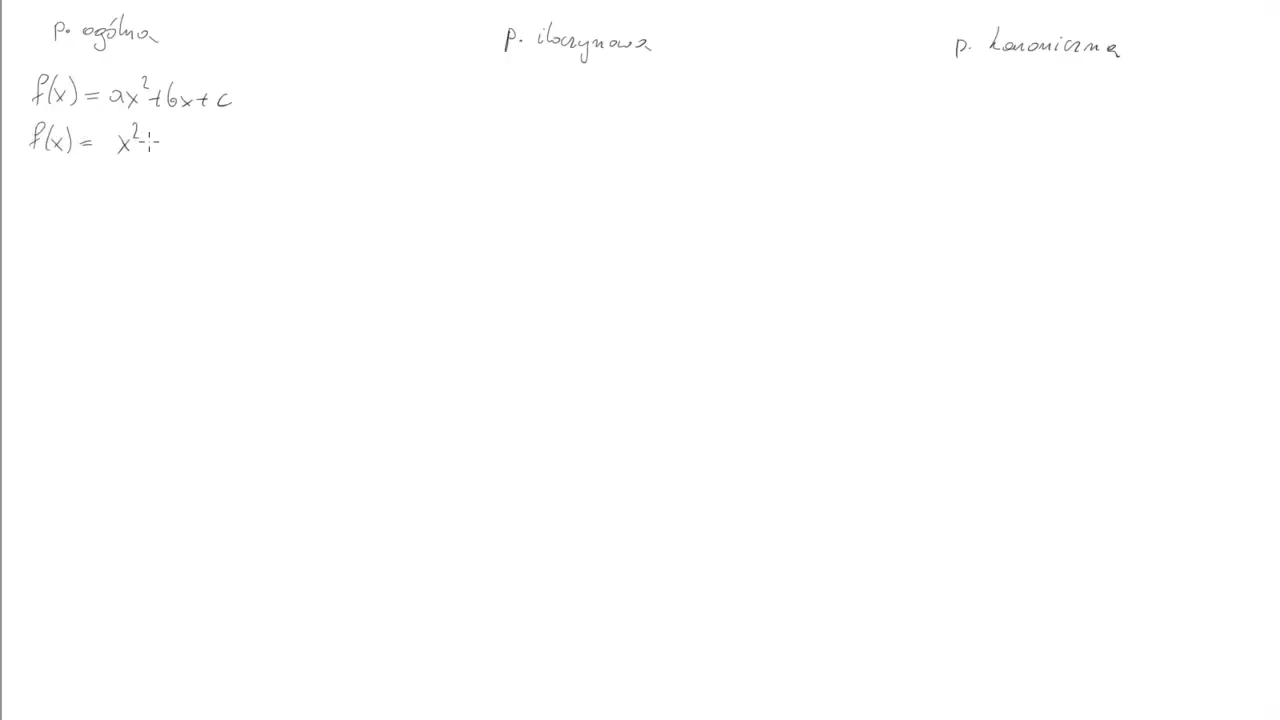 p. ogólna
p. iloczynowa
p. kanoniczna
f(x) = ax²+bx+c
f(x) = x²+